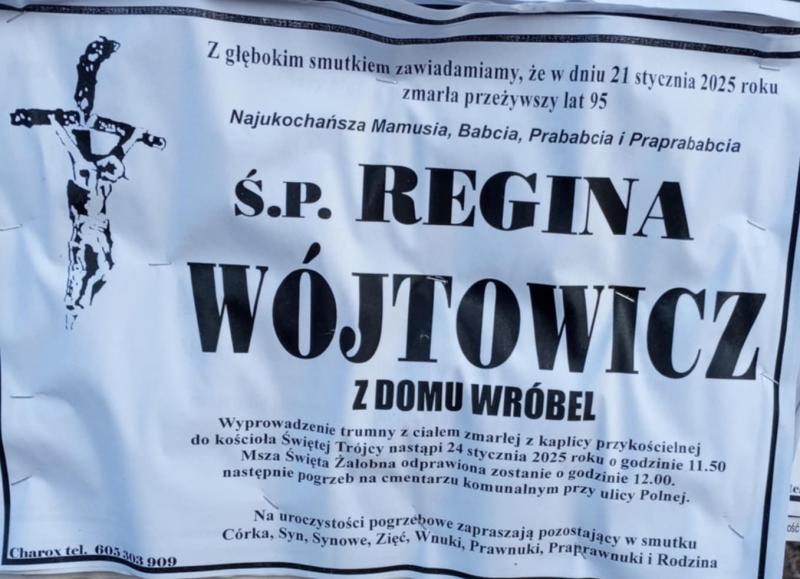 Z głębokim smutkiem zawiadamiamy, że w dniu 21 stycznia 2025 roku
zmarła przeżywszy lat 95
Najukochańsza Mamusia, Babcia, Prababcia i Praprababcia
Ś.P. REGINA
WÓJTOWICZ
Z DOMU WRÓBEL
Wyprowadzenie trumny z ciałem zmarłej z kaplicy przykościelnej
do kościoła Świętej Trójcy nastąpi 24 stycznia 2025 roku o godzinie 11.50
Msza Święta Żałobna odprawiona zostanie o godzinie 12.00.
następnie pogrzeb na cmentarzu komunalnym przy ulicy Polnej.
Na uroczystości pogrzebowe zapraszają pozostający w smutku
Córka, Syn, Synowe, Zięć, Wnuki, Prawnuki, Praprawnuki i Rodzina
Charox tel. 605 303 909